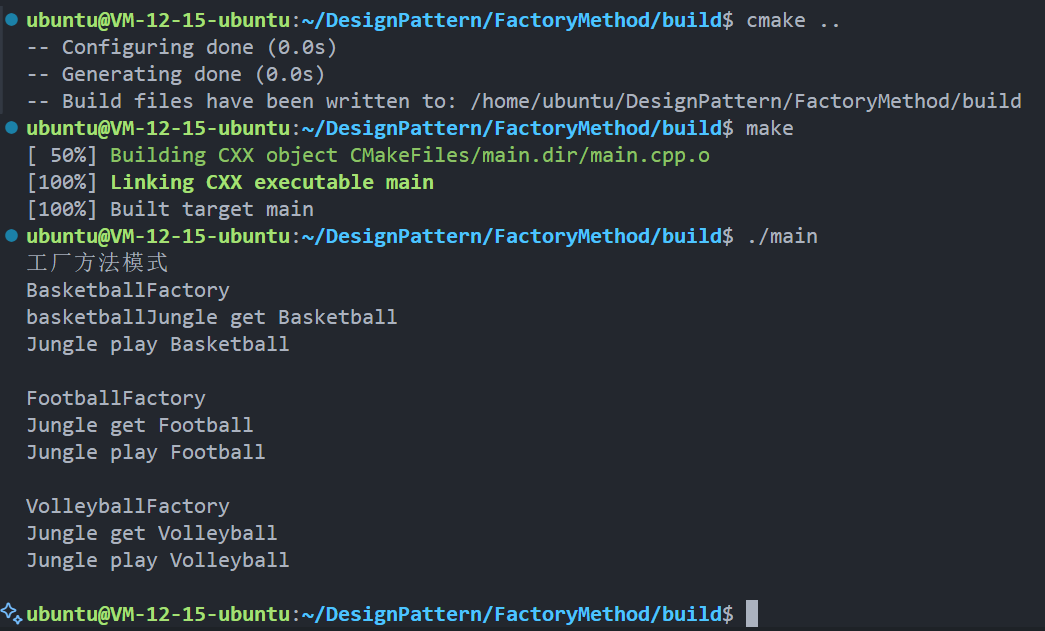 ubuntu@VM-12-15-ubuntu:~/DesignPattern/FactoryMethod/build$ cmake ..
-- Configuring done (0.0s)
-- Generating done (0.0s)
-- Build files have been written to: /home/ubuntu/DesignPattern/FactoryMethod/build
ubuntu@VM-12-15-ubuntu:~/DesignPattern/FactoryMethod/build$ make
[ 50%] Building CXX object CMakeFiles/main.dir/main.cpp.o
[100%] Linking CXX executable main
[100%] Built target main
ubuntu@VM-12-15-ubuntu:~/DesignPattern/FactoryMethod/build$ ./main
工厂方法模式
BasketballFactory
basketballJungle get Basketball
Jungle play Basketball
FootballFactory
Jungle get Football
Jungle play Football
VolleyballFactory
Jungle get Volleyball
Jungle play Volleyball
ubuntu@VM-12-15-ubuntu:~/DesignPattern/FactoryMethod/build$